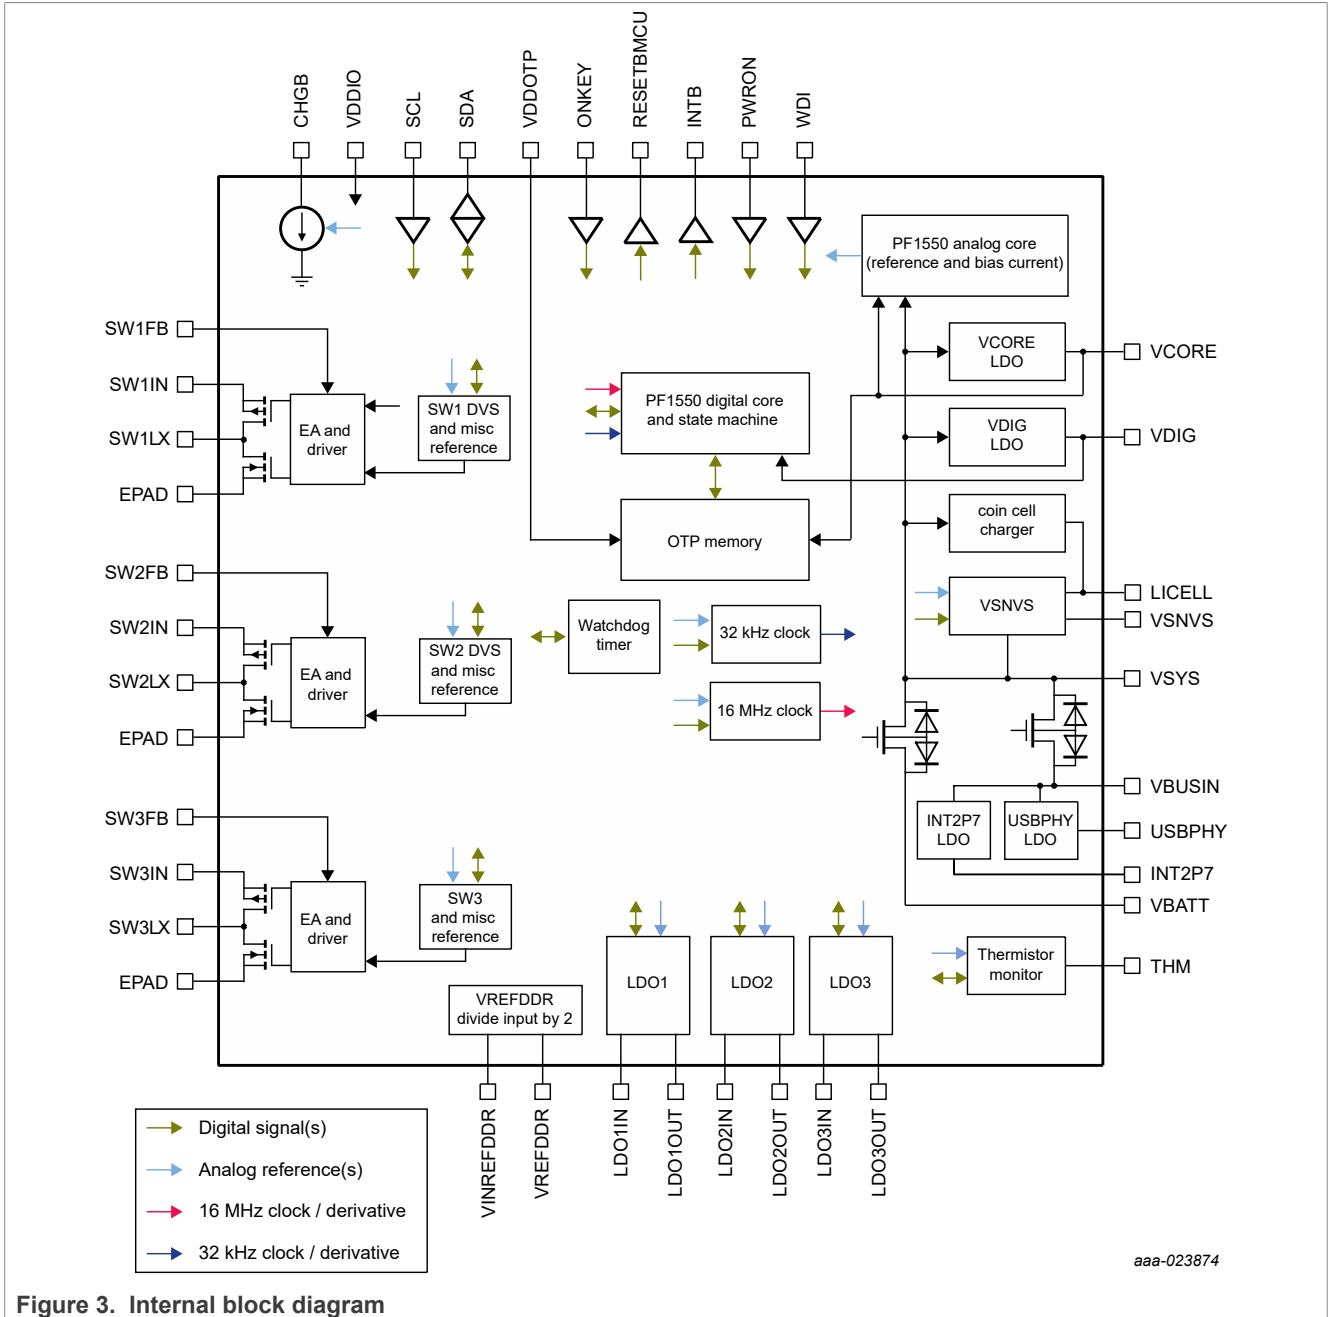 CHGB
VDDIO
SCL
SDA
VDDOTP
ONKEY
RESETBMCU
INTB
PWRON
WDI
PF1550 analog core
(reference and bias current)
SW1FB
SW1IN
SW1LX
EPAD
EA and
driver
SW1 DVS
and misc
reference
PF1550 digital core
and state machine
VCORE
LDO
VCORE
VDIG
LDO
VDIG
OTP memory
coin cell
charger
SW2FB
SW2IN
SW2LX
EPAD
EA and
driver
SW2 DVS
and misc
reference
Watchdog
timer
32 kHz clock
16 MHz clock
VSNVS
LICELL
VSNVS
VSYS
VBUSIN
INT2P7
LDO
USBPHY
LDO
USBPHY
INT2P7
VBATT
SW3FB
SW3IN
SW3LX
EPAD
EA and
driver
SW3
and misc
reference
VREFDDR
divide input by 2
LDO1
LDO2
LDO3
Thermistor
monitor
THM
VINREFDDR
VREFDDR
LDO1IN
LDO1OUT
LDO2IN
LDO2OUT
LDO3IN
LDO3OUT
Digital signal(s)
Analog reference(s)
16 MHz clock / derivative
32 kHz clock / derivative
aaa-023874
Figure 3. Internal block diagram